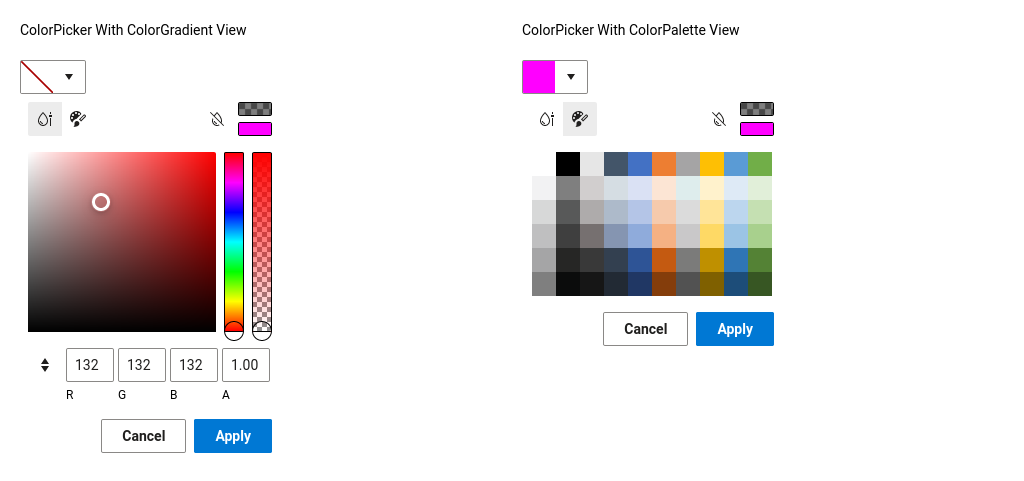 ColorPicker With ColorGradient View
132 132 132 1.00
R G B A
Cancel Apply
ColorPicker With ColorPalette View
Cancel Apply